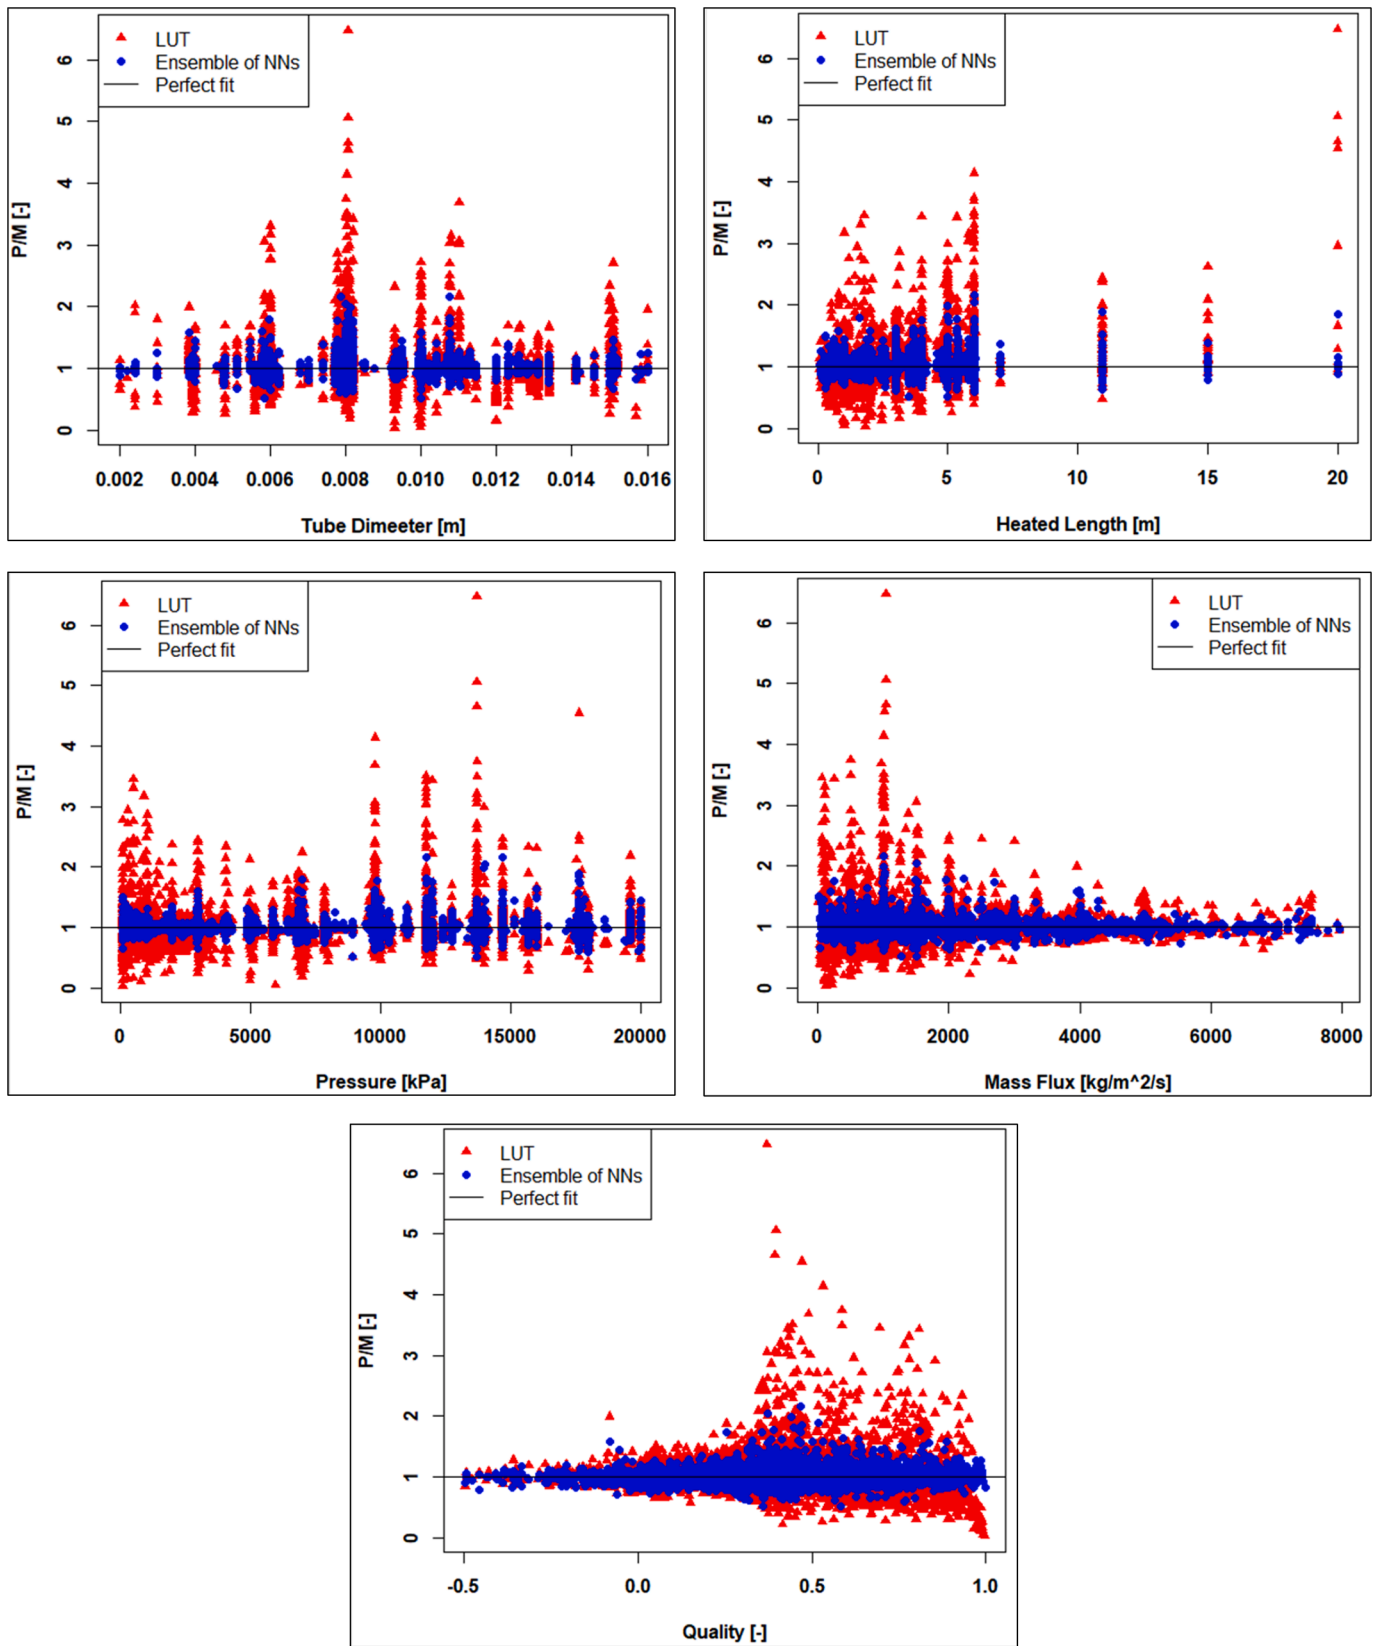 LUT
Ensemble of NNs
Perfect fit
P/M [-]
6
5
4
3
2
1
0
0.002 0.004 0.006 0.008 0.010 0.012 0.014 0.016
Tube Dimeeter [m]
LUT
Ensemble of NNs
Perfect fit
P/M [-]
6
5
4
3
2
1
0
0 5 10 15 20
Heated Length [m]
LUT
Ensemble of NNs
Perfect fit
P/M [-]
6
5
4
3
2
1
0
0 5000 10000 15000 20000
Pressure [kPa]
LUT
Ensemble of NNs
Perfect fit
P/M [-]
6
5
4
3
2
1
0
0 2000 4000 6000 8000
Mass Flux [kg/m^2/s]
LUT
Ensemble of NNs
Perfect fit
P/M [-]
6
5
4
3
2
1
0
-0.5 0.0 0.5 1.0
Quality [-]